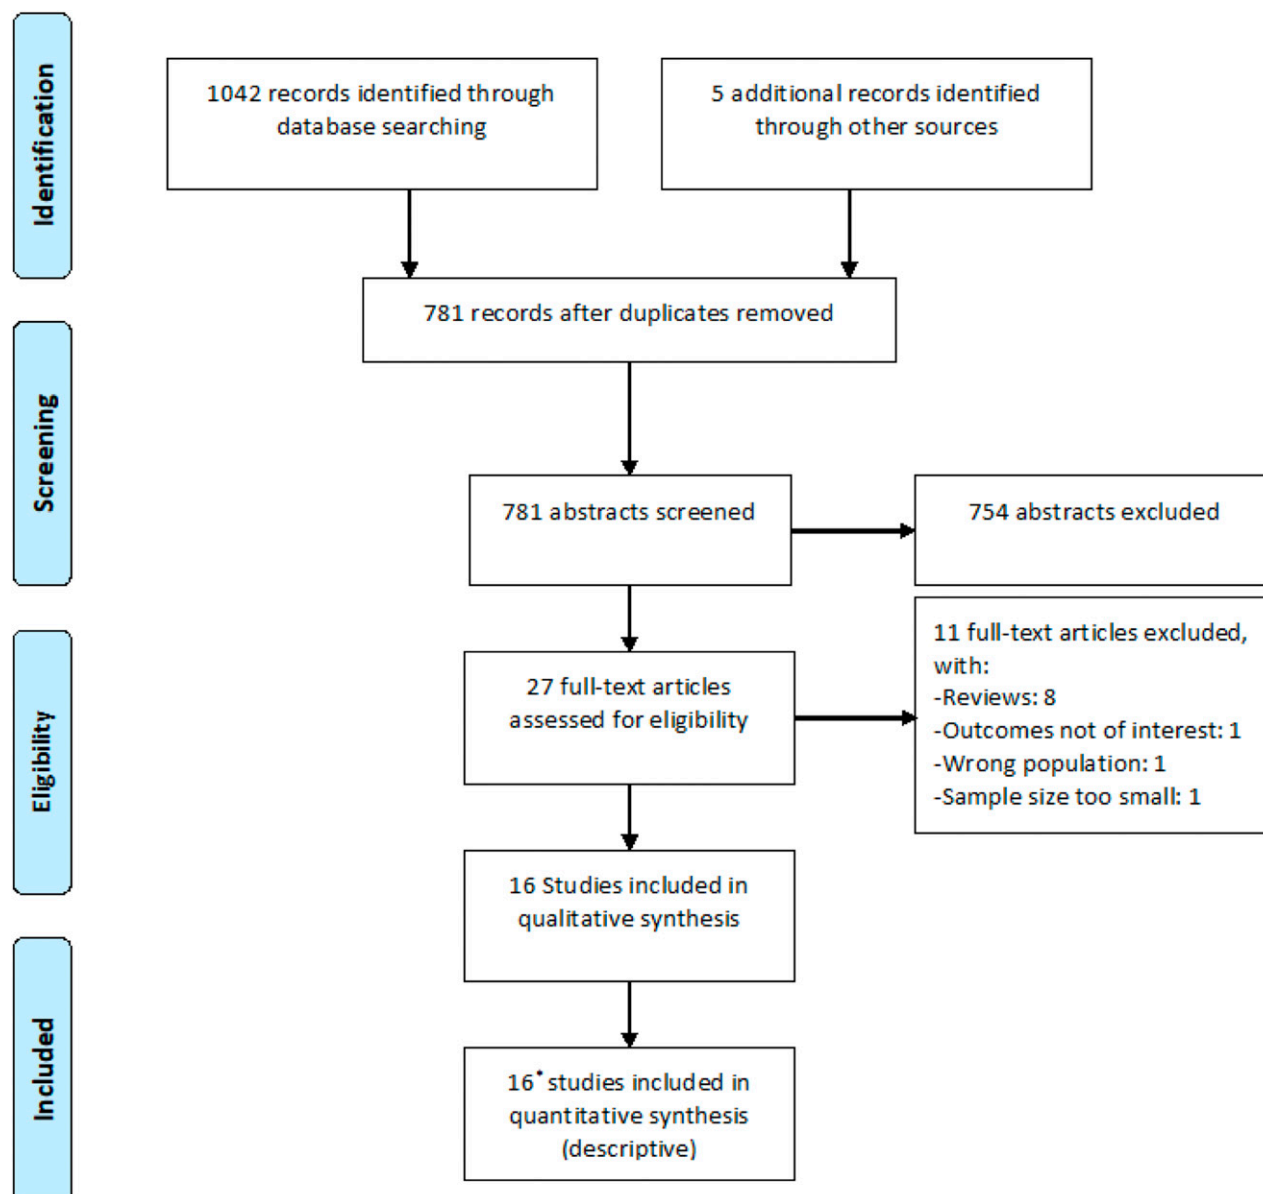 Identification
1042 records identified through
database searching
5 additional records identified
through other sources
781 records after duplicates removed
Screening
781 abstracts screened
754 abstracts excluded
Eligibility
27 full-text articles
assessed for eligibility
11 full-text articles excluded,
with:
-Reviews: 8
-Outcomes not of interest: 1
-Wrong population: 1
-Sample size too small: 1
16 Studies included in
qualitative synthesis
Included
16* studies included in
quantitative synthesis
(descriptive)